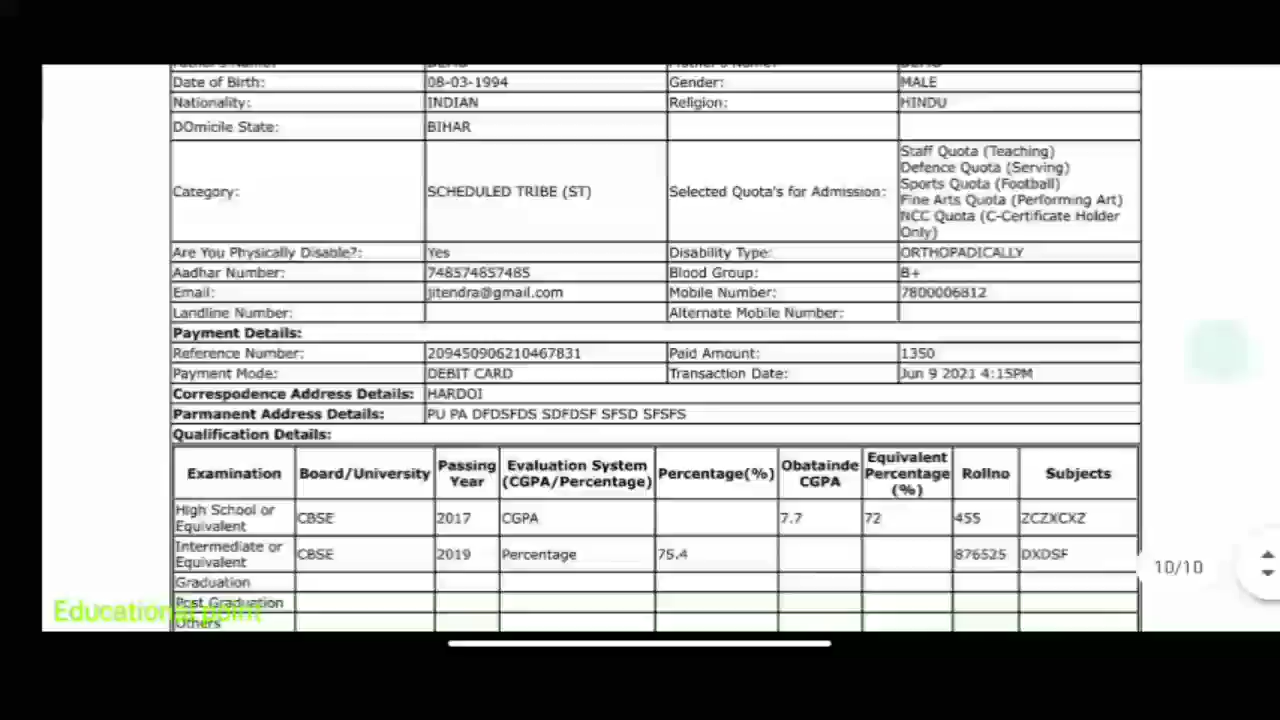 Date of Birth: 08-03-1994 Gender: MALE
Nationality: INDIAN Religion: HINDU
DOmicile State: BIHAR
Category: SCHEDULED TRIBE (ST) Selected Quota's for Admission: Staff Quota (Teaching)
Defence Quota (Serving)
Sports Quota (Football)
Fine Arts Quota (Performing Art)
NCC Quota (C-Certificate Holder
Only)
Are You Physically Disable?: Yes Disability Type: ORTHOPADICALLY
Aadhar Number: 748574857485 Blood Group: B+
Email: jitendra@gmail.com Mobile Number: 7800006812
Landline Number: Alternate Mobile Number:
Payment Details:
Reference Number: 209450906210467831 Paid Amount: 1350
Payment Mode: DEBIT CARD Transaction Date: Jun 9 2021 4:15PM
Correspodence Address Details: HARDOI
Parmanent Address Details: PU PA DFDSFDS SDFDSF SFSD SFSFS
Qualification Details:
Examination Board/University Passing Year Evaluation System (CGPA/Percentage) Percentage(%) Obatainde CGPA Equivalent Percentage (%) Rollno Subjects
High School or Equivalent CBSE 2017 CGPA 7.7 72 455 ZCZXCXZ
Intermediate or Equivalent CBSE 2019 Percentage 75.4 876525 DXDSF
Graduation
Post Graduation
Others
10/10
Educational point